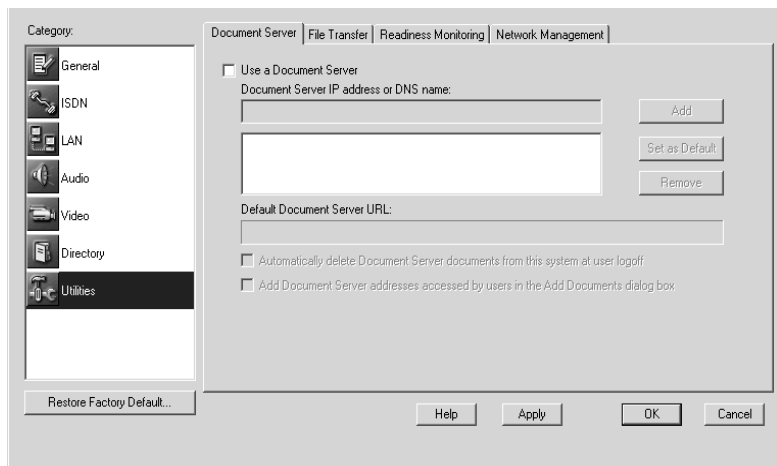 Category:
General
ISDN
LAN
Audio
Video
Directory
Utilities
Restore Factory Default...
Document Server
File Transfer
Readiness Monitoring
Network Management
Use a Document Server
Document Server IP address or DNS name:
Add
Set as Default
Remove
Default Document Server URL:
Automatically delete Document Server documents from this system at user logoff
Add Document Server addresses accessed by users in the Add Documents dialog box
Help
Apply
OK
Cancel